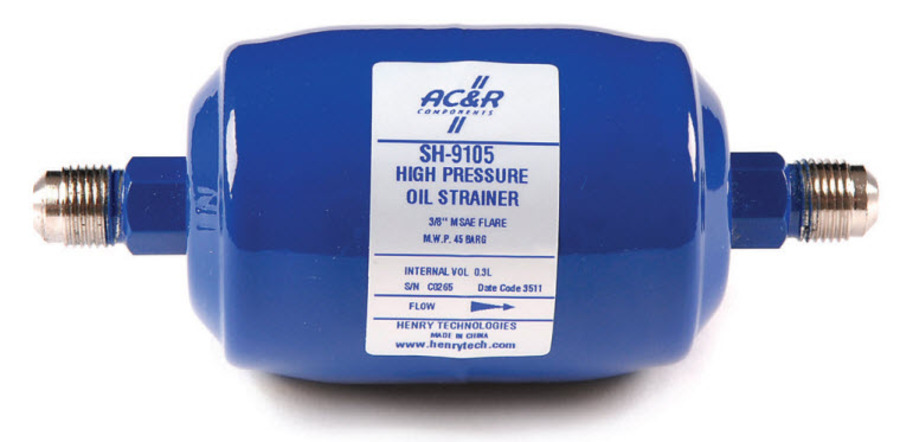 AC&R
COMPONENTS
SH-9105
HIGH PRESSURE
OIL STRAINER
3/8" MSAE FLARE
M.W.P. 45 BARG
INTERNAL VOL 0.3L
S/N C0265 Date Code 3511
FLOW
HENRY TECHNOLOGIES
MADE IN CHINA
www.henrytech.com
IN